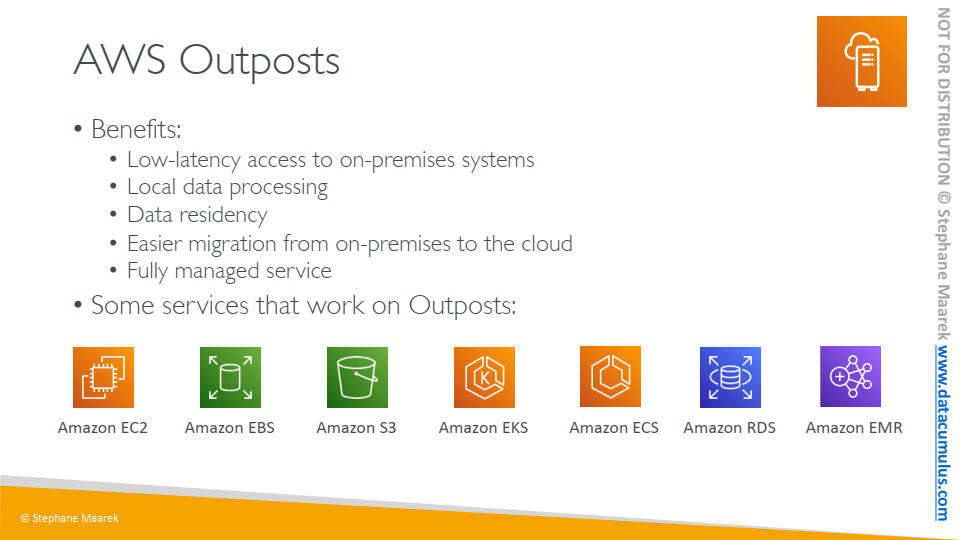 AWS Outposts
• Benefits:
• Low-latency access to on-premises systems
• Local data processing
• Data residency
• Easier migration from on-premises to the cloud
• Fully managed service
• Some services that work on Outposts:
K
Amazon EC2
Amazon EBS
Amazon S3
Amazon EKS
Amazon ECS
Amazon RDS
Amazon EMR
© Stephane Maarek
NOT FOR DISTRIBUTION © Stephane Maarek www.datacumulus.com